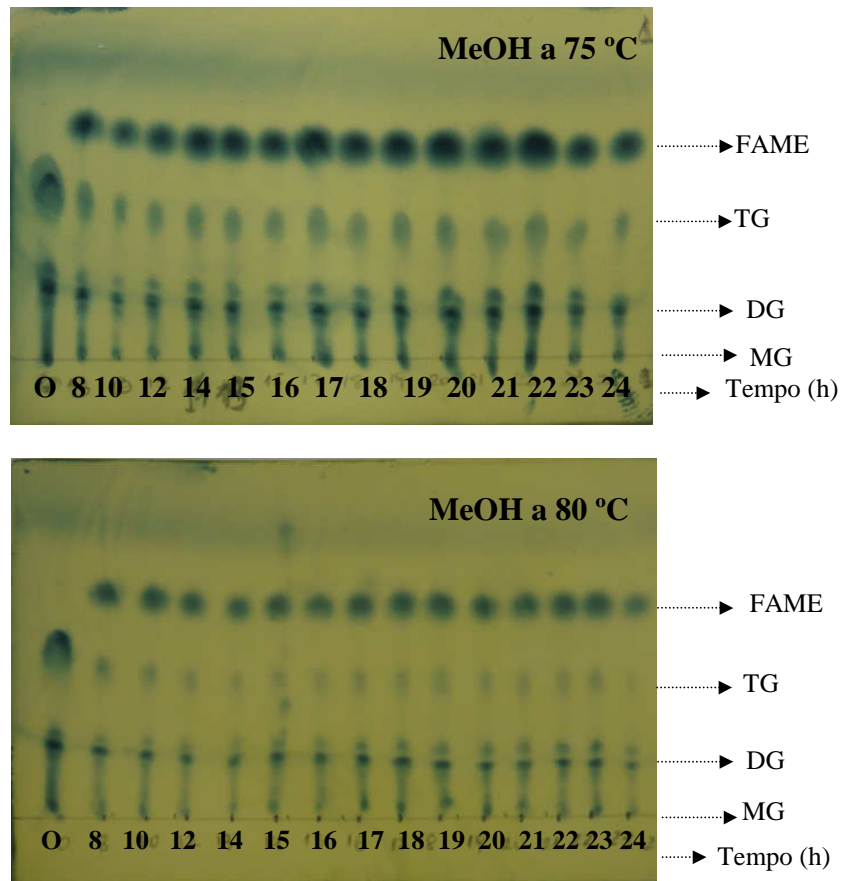 MeOH a 75 ºC
FAME
TG
DG
MG
O 8 10 12 14 15 16 17 18 19 20 21 22 23 24 Tempo (h)
MeOH a 80 ºC
FAME
TG
DG
MG
O 8 10 12 14 15 16 17 18 19 20 21 22 23 24
Tempo (h)